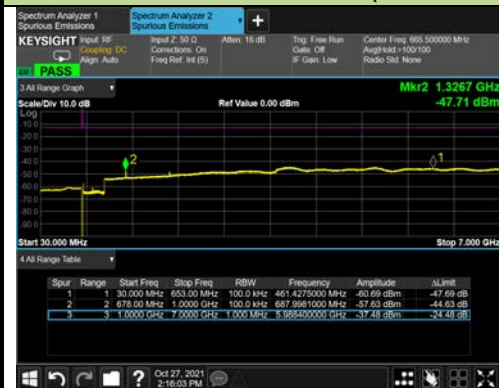 Spectrum Analyzer 1
Spurious Emissions
Spectrum Analyzer 2
Spurious Emissions
KEYSIGHT
Input: RF
Coupling: DC
Align: Auto
Input Z: 50 Ω
Corrections: On
Freq Ref: Int (S)
Atten: 16 dB
Trig: Free Run
Gate: Off
IF Gain: Low
Center Freq: 665.500000 MHz
Avg|Hold:>100/100
Radio Std: None
PASS
3 All Range Graph
Mkr2 1.3267 GHz
Scale/Div 10.0 dB
Ref Value 0.00 dBm
-47.71 dBm
Log
-10.0
-20.0
-30.0
-40.0
-50.0
-60.0
-70.0
-80.0
-90.0
2
1
Start 30.000 MHz
Stop 7.000 GHz
4 All Range Table
Spur Range Start Freq Stop Freq RBW Frequency Amplitude ΔLimit
1 1 30.000 MHz 653.00 MHz 100.0 kHz 461.4275000 MHz -60.69 dBm -47.69 dB
2 2 678.00 MHz 1.0000 GHz 100.0 kHz 687.9981000 MHz -57.63 dBm -44.63 dB
3 3 1.0000 GHz 7.0000 GHz 1.000 MHz 5.988400000 GHz -37.48 dBm -24.48 dB
Oct 27, 2021
2:16:03 PM